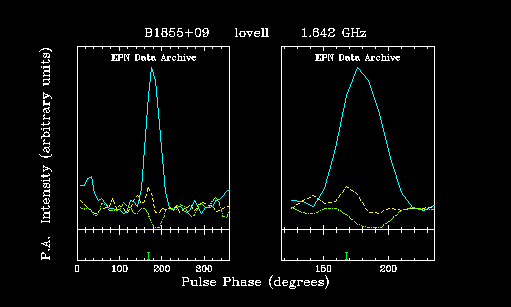 B1855+09 lovell 1.642 GHz
EPN Data Archive EPN Data Archive
P.A. Intensity (arbitrary units)
0 100 200 300 150 200
Pulse Phase (degrees)